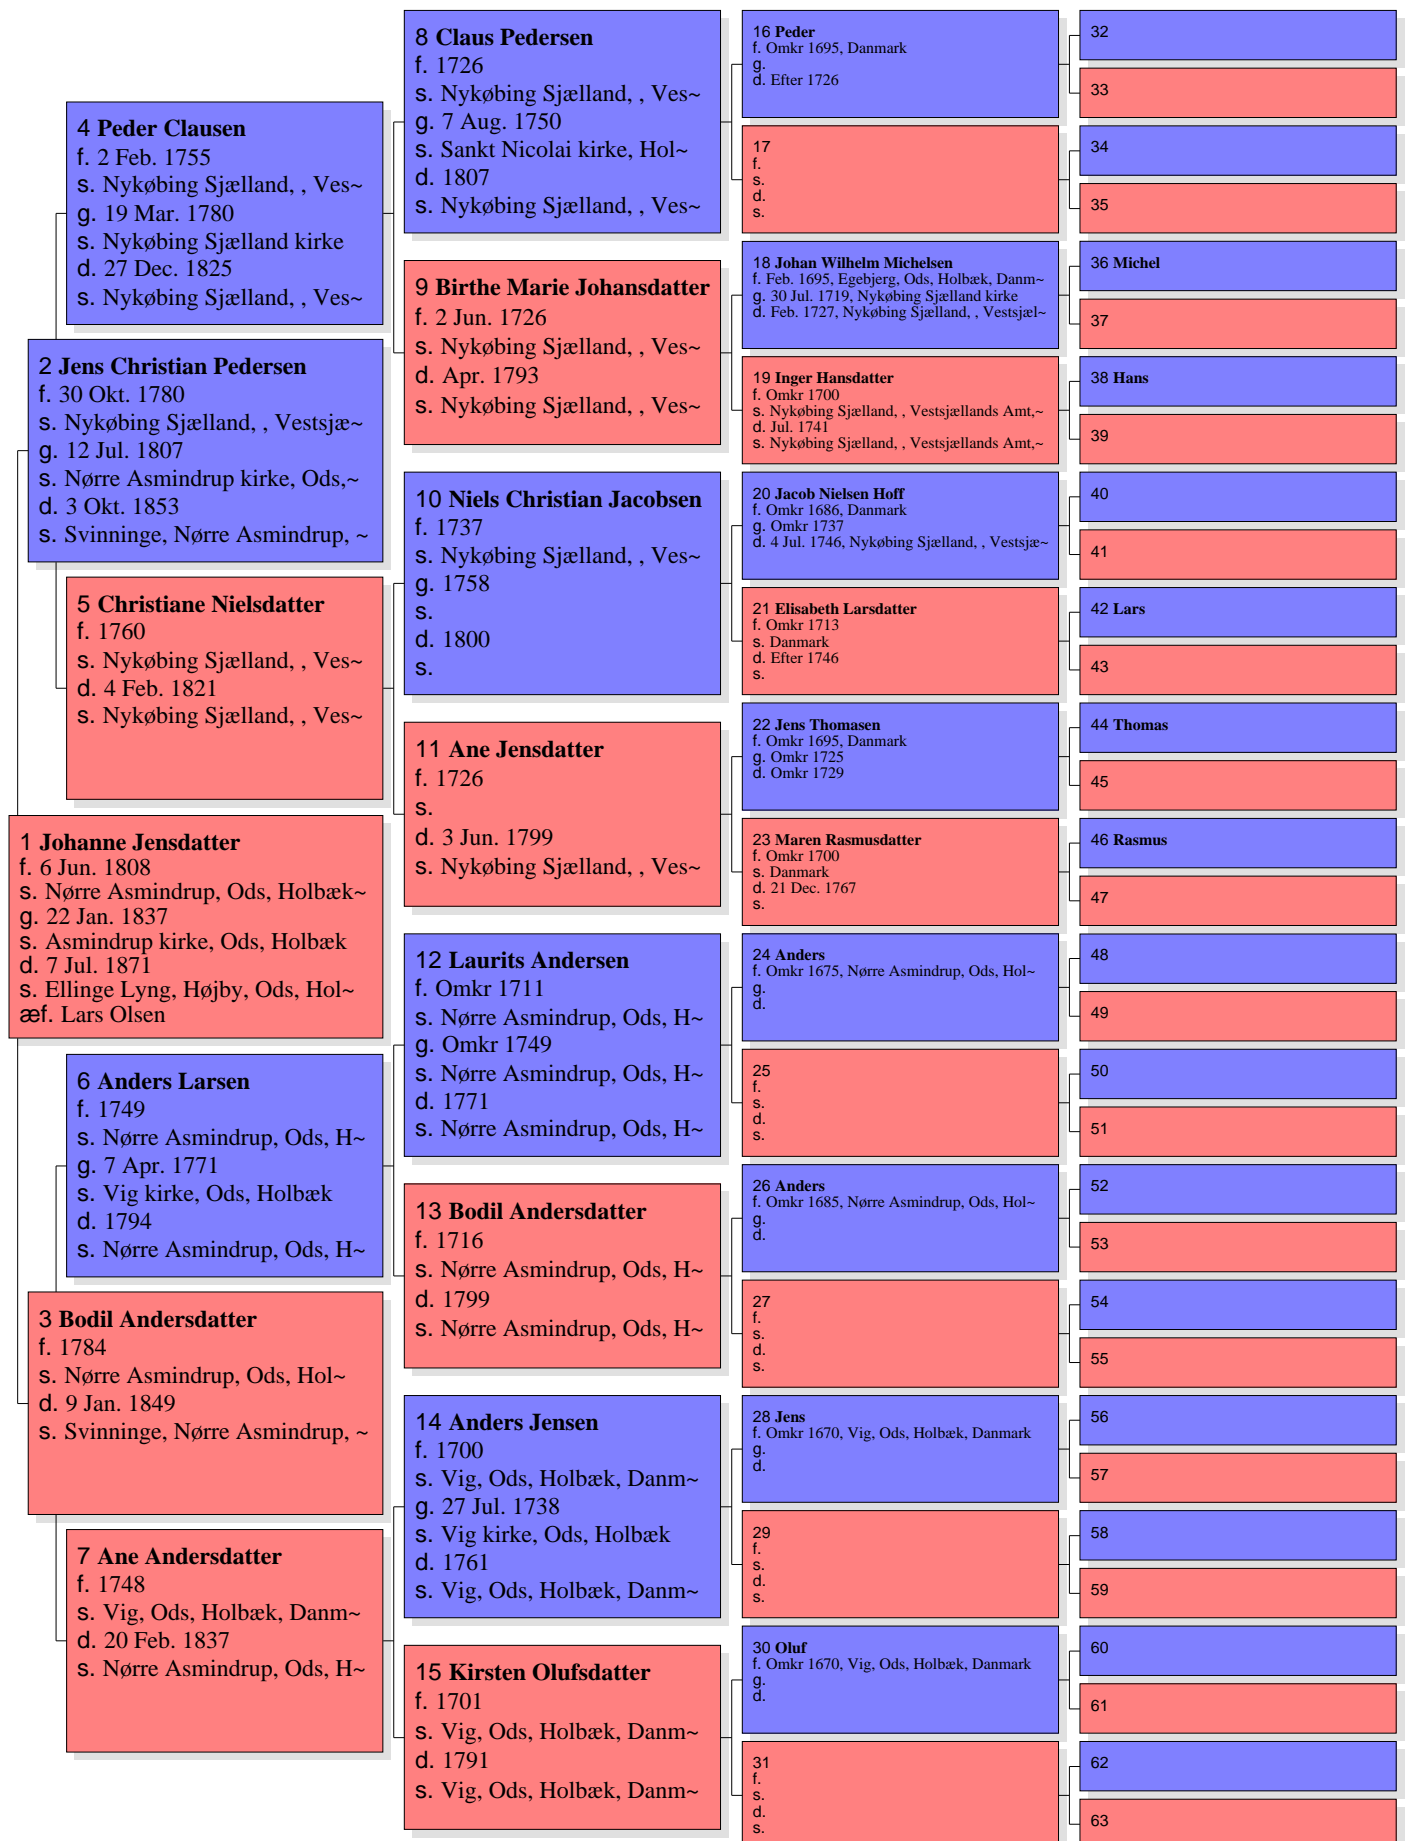 1 Johanne Jensdatter
f. 6 Jun. 1808
s. Nørre Asmindrup, Ods, Holbæk~
g. 22 Jan. 1837
s. Asmindrup kirke, Ods, Holbæk
d. 7 Jul. 1871
s. Ellinge Lyng, Højby, Ods, Hol~
æf. Lars Olsen
2 Jens Christian Pedersen
f. 30 Okt. 1780
s. Nykøbing Sjælland, , Vestsjæ~
g. 12 Jul. 1807
s. Nørre Asmindrup kirke, Ods,~
d. 3 Okt. 1853
s. Svinninge, Nørre Asmindrup, ~
3 Bodil Andersdatter
f. 1784
s. Nørre Asmindrup, Ods, Hol~
d. 9 Jan. 1849
s. Svinninge, Nørre Asmindrup, ~
4 Peder Clausen
f. 2 Feb. 1755
s. Nykøbing Sjælland, , Ves~
g. 19 Mar. 1780
s. Nykøbing Sjælland kirke
d. 27 Dec. 1825
s. Nykøbing Sjælland, , Ves~
5 Christiane Nielsdatter
f. 1760
s. Nykøbing Sjælland, , Ves~
d. 4 Feb. 1821
s. Nykøbing Sjælland, , Ves~
6 Anders Larsen
f. 1749
s. Nørre Asmindrup, Ods, H~
g. 7 Apr. 1771
s. Vig kirke, Ods, Holbæk
d. 1794
s. Nørre Asmindrup, Ods, H~
7 Ane Andersdatter
f. 1748
s. Vig, Ods, Holbæk, Danm~
d. 20 Feb. 1837
s. Nørre Asmindrup, Ods, H~
8 Claus Pedersen
f. 1726
s. Nykøbing Sjælland, , Ves~
g. 7 Aug. 1750
s. Sankt Nicolai kirke, Hol~
d. 1807
s. Nykøbing Sjælland, , Ves~
9 Birthe Marie Johansdatter
f. 2 Jun. 1726
s. Nykøbing Sjælland, , Ves~
d. Apr. 1793
s. Nykøbing Sjælland, , Ves~
10 Niels Christian Jacobsen
f. 1737
s. Nykøbing Sjælland, , Ves~
g. 1758
s.
d. 1800
s.
11 Ane Jensdatter
f. 1726
s.
d. 3 Jun. 1799
s. Nykøbing Sjælland, , Ves~
12 Laurits Andersen
f. Omkr 1711
s. Nørre Asmindrup, Ods, H~
g. Omkr 1749
s. Nørre Asmindrup, Ods, H~
d. 1771
s. Nørre Asmindrup, Ods, H~
13 Bodil Andersdatter
f. 1716
s. Nørre Asmindrup, Ods, H~
d. 1799
s. Nørre Asmindrup, Ods, H~
14 Anders Jensen
f. 1700
s. Vig, Ods, Holbæk, Danm~
g. 27 Jul. 1738
s. Vig kirke, Ods, Holbæk
d. 1761
s. Vig, Ods, Holbæk, Danm~
15 Kirsten Olufsdatter
f. 1701
s. Vig, Ods, Holbæk, Danm~
d. 1791
s. Vig, Ods, Holbæk, Danm~
16 Peder
f. Omkr 1695, Danmark
g.
d. Efter 1726
17
f.
s.
d.
s.
18 Johan Wilhelm Michelsen
f. Feb. 1695, Egebjerg, Ods, Holbæk, Danm~
g. 30 Jul. 1719, Nykøbing Sjælland kirke
d. Feb. 1727, Nykøbing Sjælland, , Vestsjæl~
19 Inger Hansdatter
f. Omkr 1700
s. Nykøbing Sjælland, , Vestsjællands Amt,~
d. Jul. 1741
s. Nykøbing Sjælland, , Vestsjællands Amt,~
20 Jacob Nielsen Hoff
f. Omkr 1686, Danmark
g. Omkr 1737
d. 4 Jul. 1746, Nykøbing Sjælland, , Vestsjæ~
21 Elisabeth Larsdatter
f. Omkr 1713
s. Danmark
d. Efter 1746
s.
22 Jens Thomasen
f. Omkr 1695, Danmark
g. Omkr 1725
d. Omkr 1729
23 Maren Rasmusdatter
f. Omkr 1700
s. Danmark
d. 21 Dec. 1767
s.
24 Anders
f. Omkr 1675, Nørre Asmindrup, Ods, Hol~
g.
d.
25
f.
s.
d.
s.
26 Anders
f. Omkr 1685, Nørre Asmindrup, Ods, Hol~
g.
d.
27
f.
s.
d.
s.
28 Jens
f. Omkr 1670, Vig, Ods, Holbæk, Danmark
g.
d.
29
f.
s.
d.
s.
30 Oluf
f. Omkr 1670, Vig, Ods, Holbæk, Danmark
g.
d.
31
f.
s.
d.
s.
32
33
34
35
36 Michel
37
38 Hans
39
40
41
42 Lars
43
44 Thomas
45
46 Rasmus
47
48
49
50
51
52
53
54
55
56
57
58
59
60
61
62
63